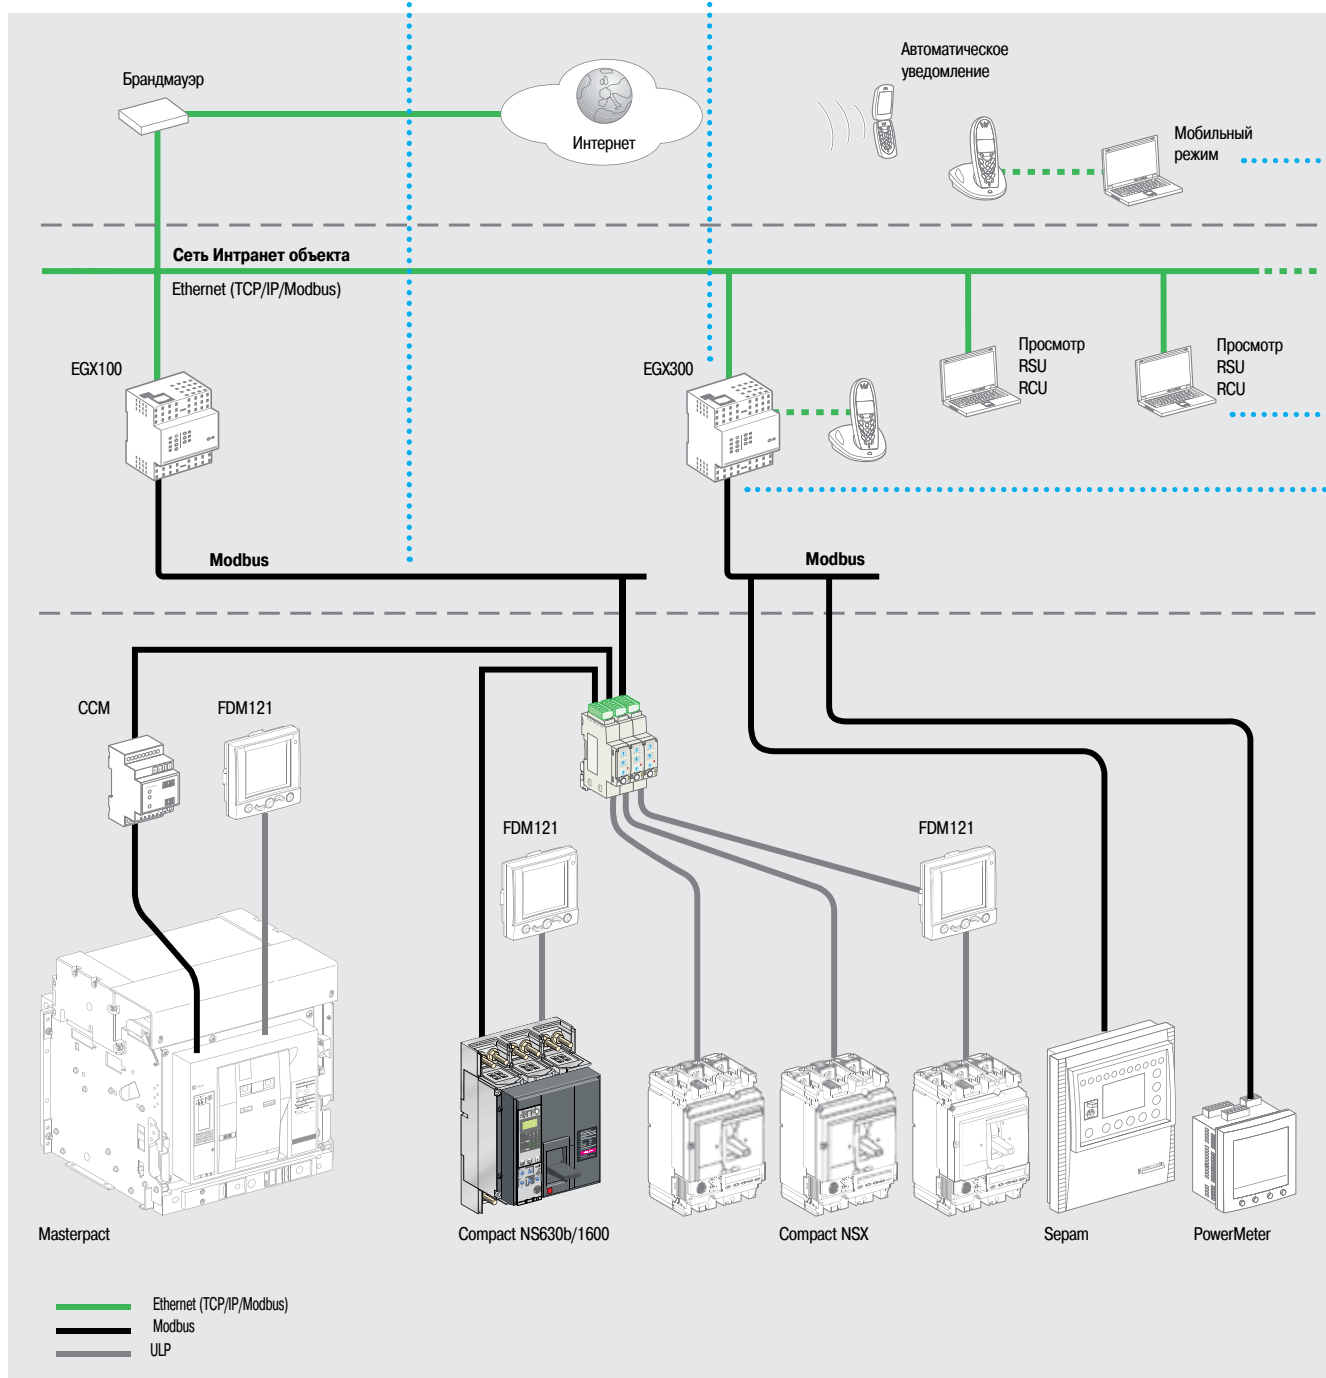 Автоматическое
уведомление
Брандмауэр
Интернет
Мобильный
режим
Сеть Интранет объекта
Ethernet (TCP/IP/Modbus)
EGX100
EGX300
Просмотр
RSU
RCU
Просмотр
RSU
RCU
Modbus
Modbus
CCM
FDM121
FDM121
FDM121
Masterpact
Compact NS630b/1600
Compact NSX
Sepam
PowerMeter
Ethernet (TCP/IP/Modbus)
Modbus
ULP